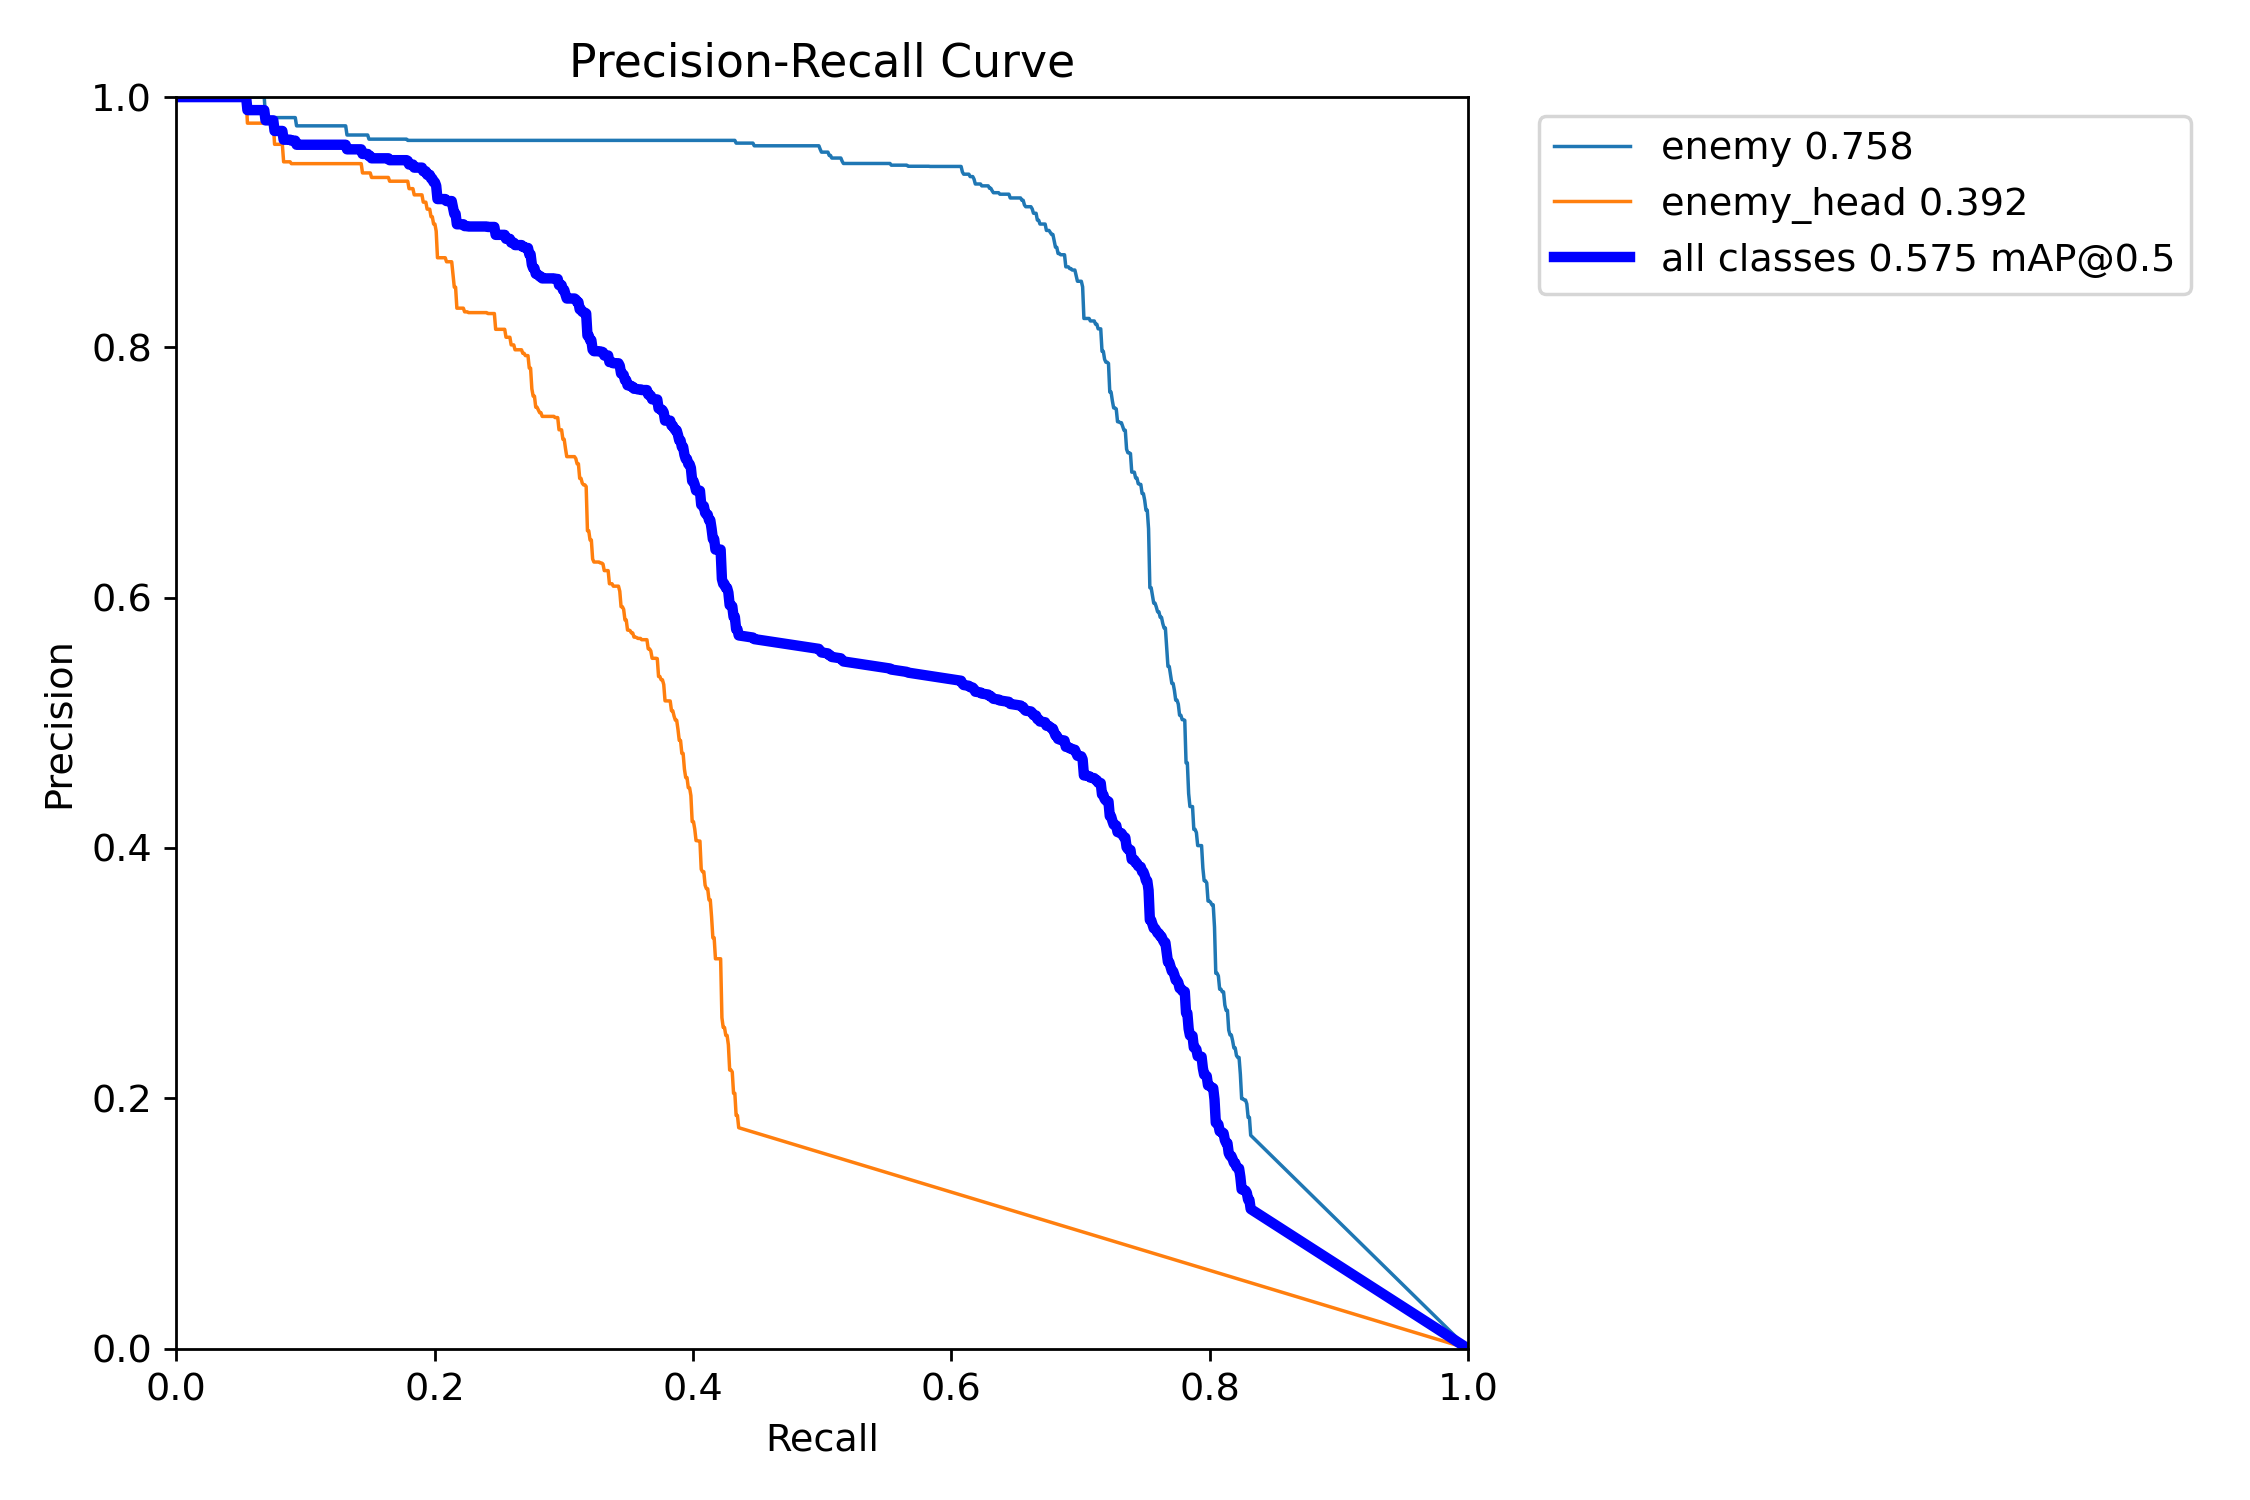 Precision-Recall Curve
enemy 0.758
enemy_head 0.392
all classes 0.575 mAP@0.5
Precision
1.0
0.8
0.6
0.4
0.2
0.0
0.0 0.2 0.4 0.6 0.8 1.0
Recall